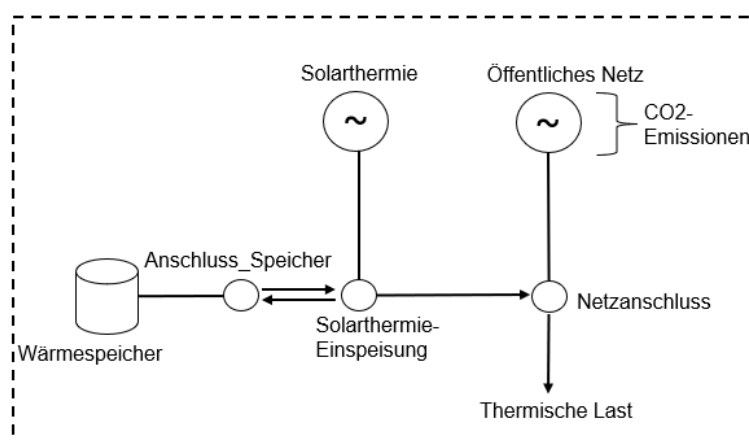 Solarthermie
Öffentliches Netz
~
~
CO2-
Emissionen
Anschluss_Speicher
Wärmespeicher
Solarthermie-
Einspeisung
Netzanschluss
Thermische Last